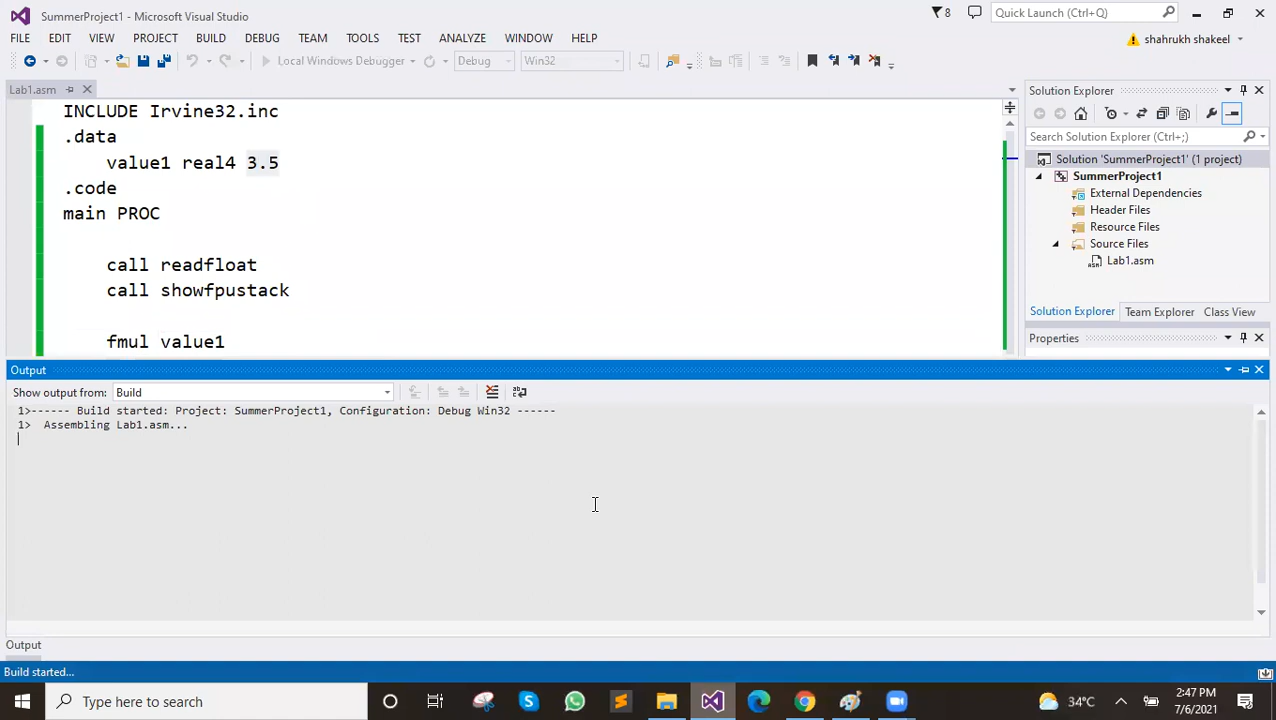 SummerProject1 - Microsoft Visual Studio
8
Quick Launch (Ctrl+Q)
FILE EDIT VIEW PROJECT BUILD DEBUG TEAM TOOLS TEST ANALYZE WINDOW HELP
shahrukh shakeel
Local Windows Debugger Debug Win32
Lab1.asm
INCLUDE Irvine32.inc
.data
value1 real4 3.5
.code
main PROC
call readfloat
call showfpustack
fmul value1
Solution Explorer
Search Solution Explorer (Ctrl+;)
Solution 'SummerProject1' (1 project)
SummerProject1
External Dependencies
Header Files
Resource Files
Source Files
Lab1.asm
Solution Explorer Team Explorer Class View
Properties
Output
Show output from: Build
1>------ Build started: Project: SummerProject1, Configuration: Debug Win32 ------
1> Assembling Lab1.asm...
Output
Build started...
Type here to search
34°C
2:47 PM
7/6/2021